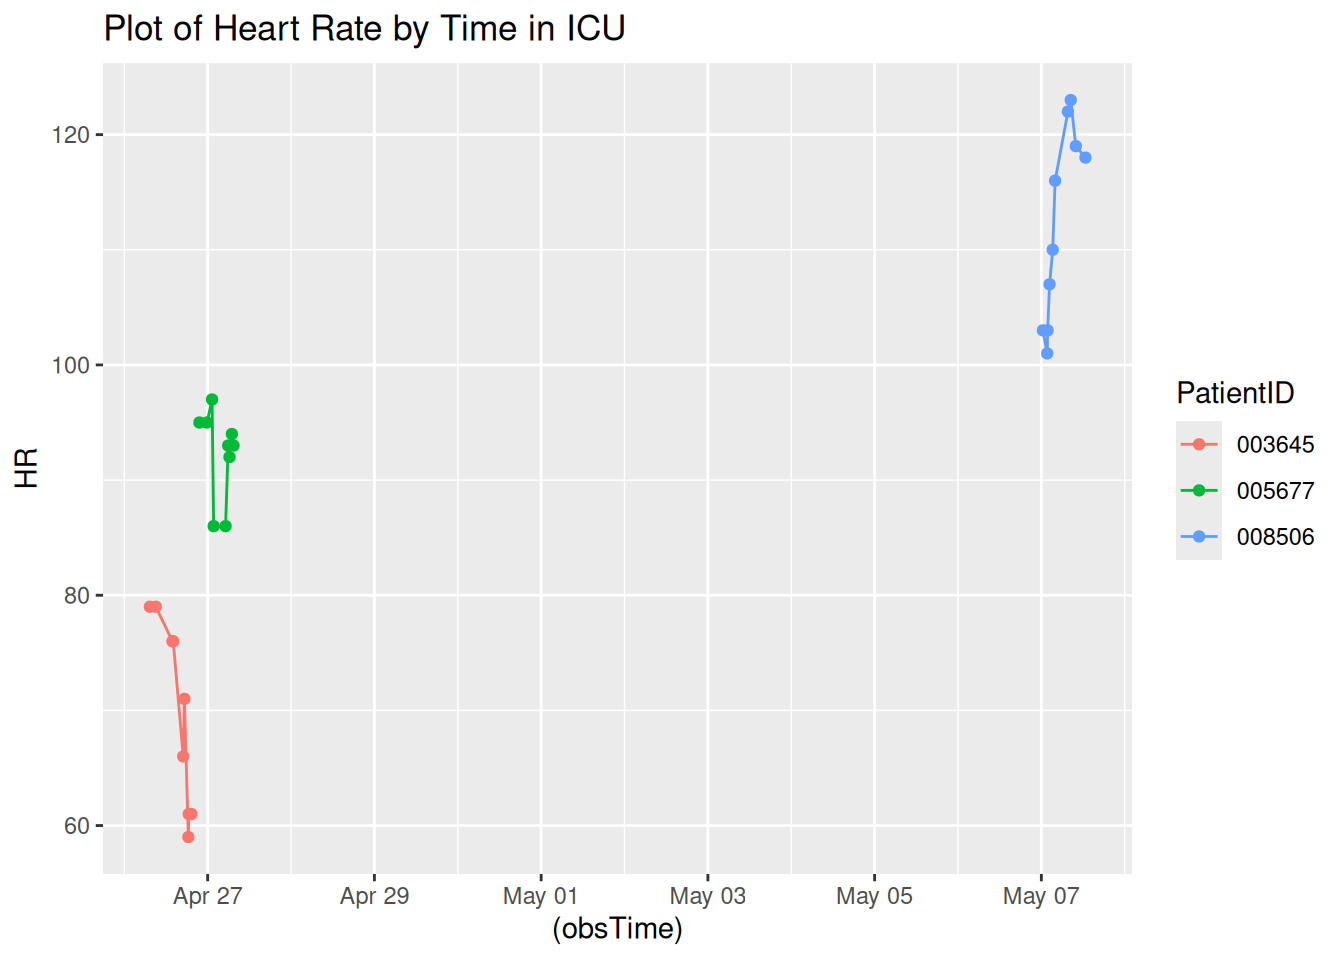 Plot of Heart Rate by Time in ICU
120
100
80
60
HR
Apr 27 Apr 29 May 01 May 03 May 05 May 07
(obsTime)
PatientID
003645
005677
008506